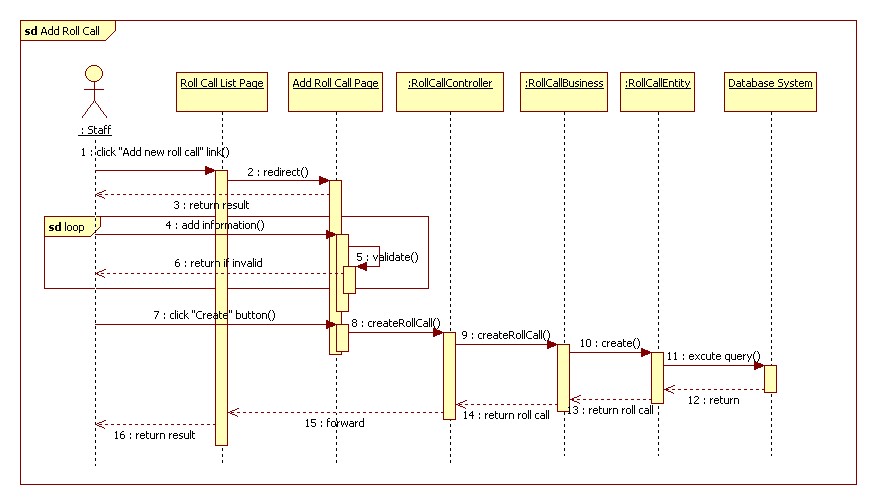 sd Add Roll Call
: Staff
Roll Call List Page
Add Roll Call Page
:RollCallController
:RollCallBusiness
:RollCallEntity
Database System
1 : click "Add new roll call" link()
2 : redirect()
3 : return result
sd loop
4 : add information()
5 : validate()
6 : return if invalid
7 : click "Create" button()
8 : createRollCall()
9 : createRollCall()
10 : create()
11 : excute query()
12 : return
13 : return roll call
14 : return roll call
15 : forward
16 : return result